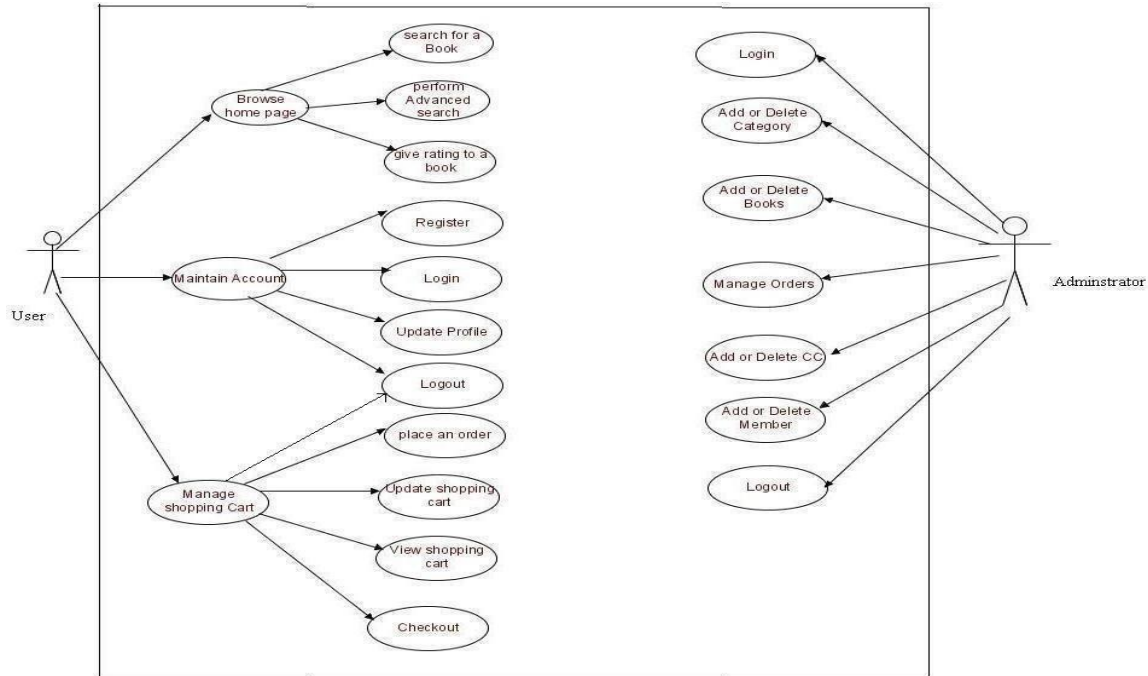 search for a
Book
Browse
home page
perform
Advanced
search
give rating to a
book
Register
Maintain Account
Login
Update Profile
Logout
place an order
Manage
shopping Cart
Update shopping
cart
View shopping
cart
Checkout
User
Login
Add or Delete
Category
Add or Delete
Books
Manage Orders
Add or Delete CC
Add or Delete
Member
Logout
Adminstrator